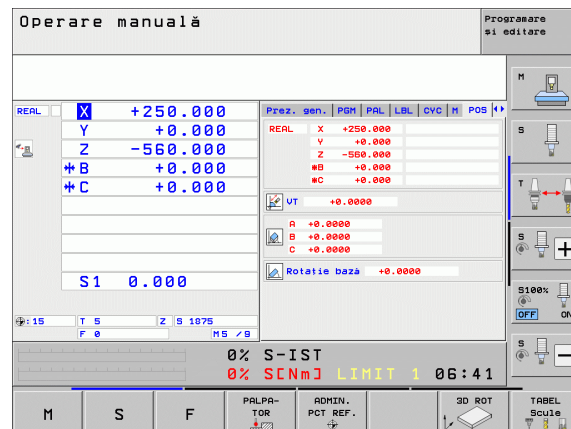 Operare manuală
Programare
și editare
REAL X +250.000
Y +0.000
Z -560.000
B +0.000
C +0.000
S1 0.000
:15 T 5 Z S 1875
F 0 M5 / 9
Prez. gen. PGM PAL LBL CYC M POS
REAL X +250.000
Y +0.000
Z -560.000
*B +0.000
*C +0.000
VT +0.0000
A +0.0000
B +0.0000
C +0.0000
Rotație bază +0.0000
0% S-IST
0% S[Nm] LIMIT 1 06:41
M
S
T
S
S100%
OFF ON
S
M
S
F
PALPA-
TOR
ADMIN.
PCT REF.
3D ROT
TABEL
Scule